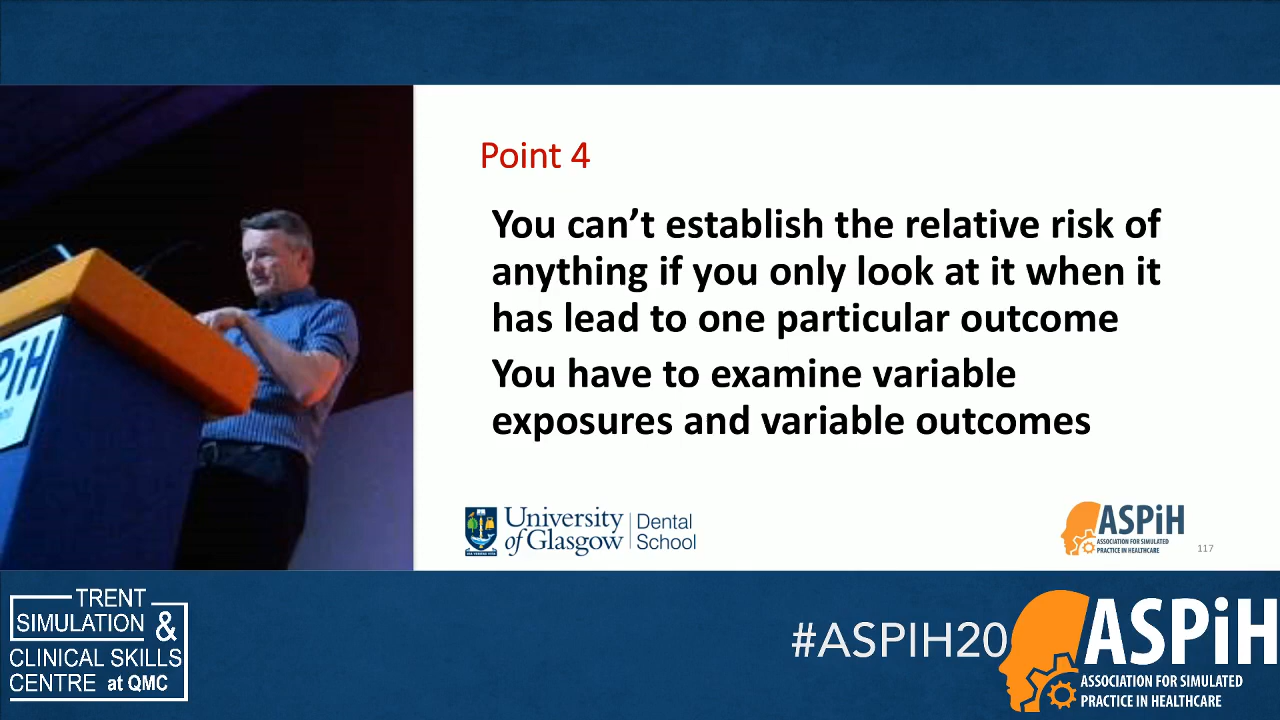 Point 4
You can’t establish the relative risk of
anything if you only look at it when it
has lead to one particular outcome
You have to examine variable
exposures and variable outcomes
University
of Glasgow
Dental
School
ASPiH
ASSOCIATION FOR SIMULATED
PRACTICE IN HEALTHCARE
117
PiH
TRENT
SIMULATION &
CLINICAL SKILLS
CENTRE at QMC
#ASPIH20
ASPiH
ASSOCIATION FOR SIMULATED
PRACTICE IN HEALTHCARE